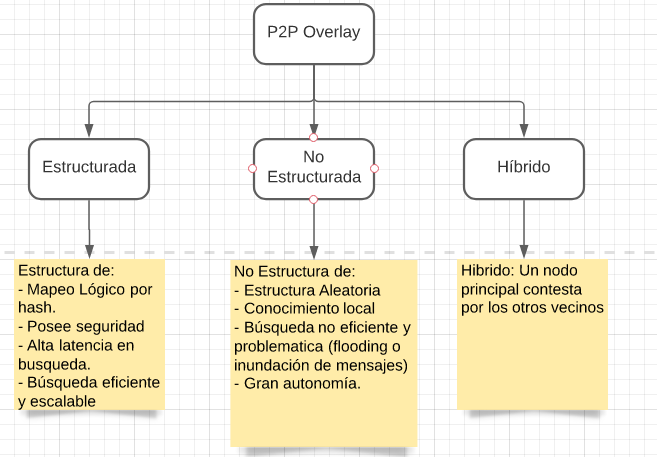 P2P Overlay
Estructurada
No
Estructurada
Híbrido
Estructura de:
- Mapeo Lógico por
hash.
- Posee seguridad
- Alta latencia en
busqueda.
- Búsqueda eficiente
y escalable
No Estructura de:
- Estructura Aleatoria
- Conocimiento local
- Búsqueda no eficiente y
problematica (flooding o
inundación de mensajes)
- Gran autonomía.
Hibrido: Un nodo
principal contesta
por los otros vecinos